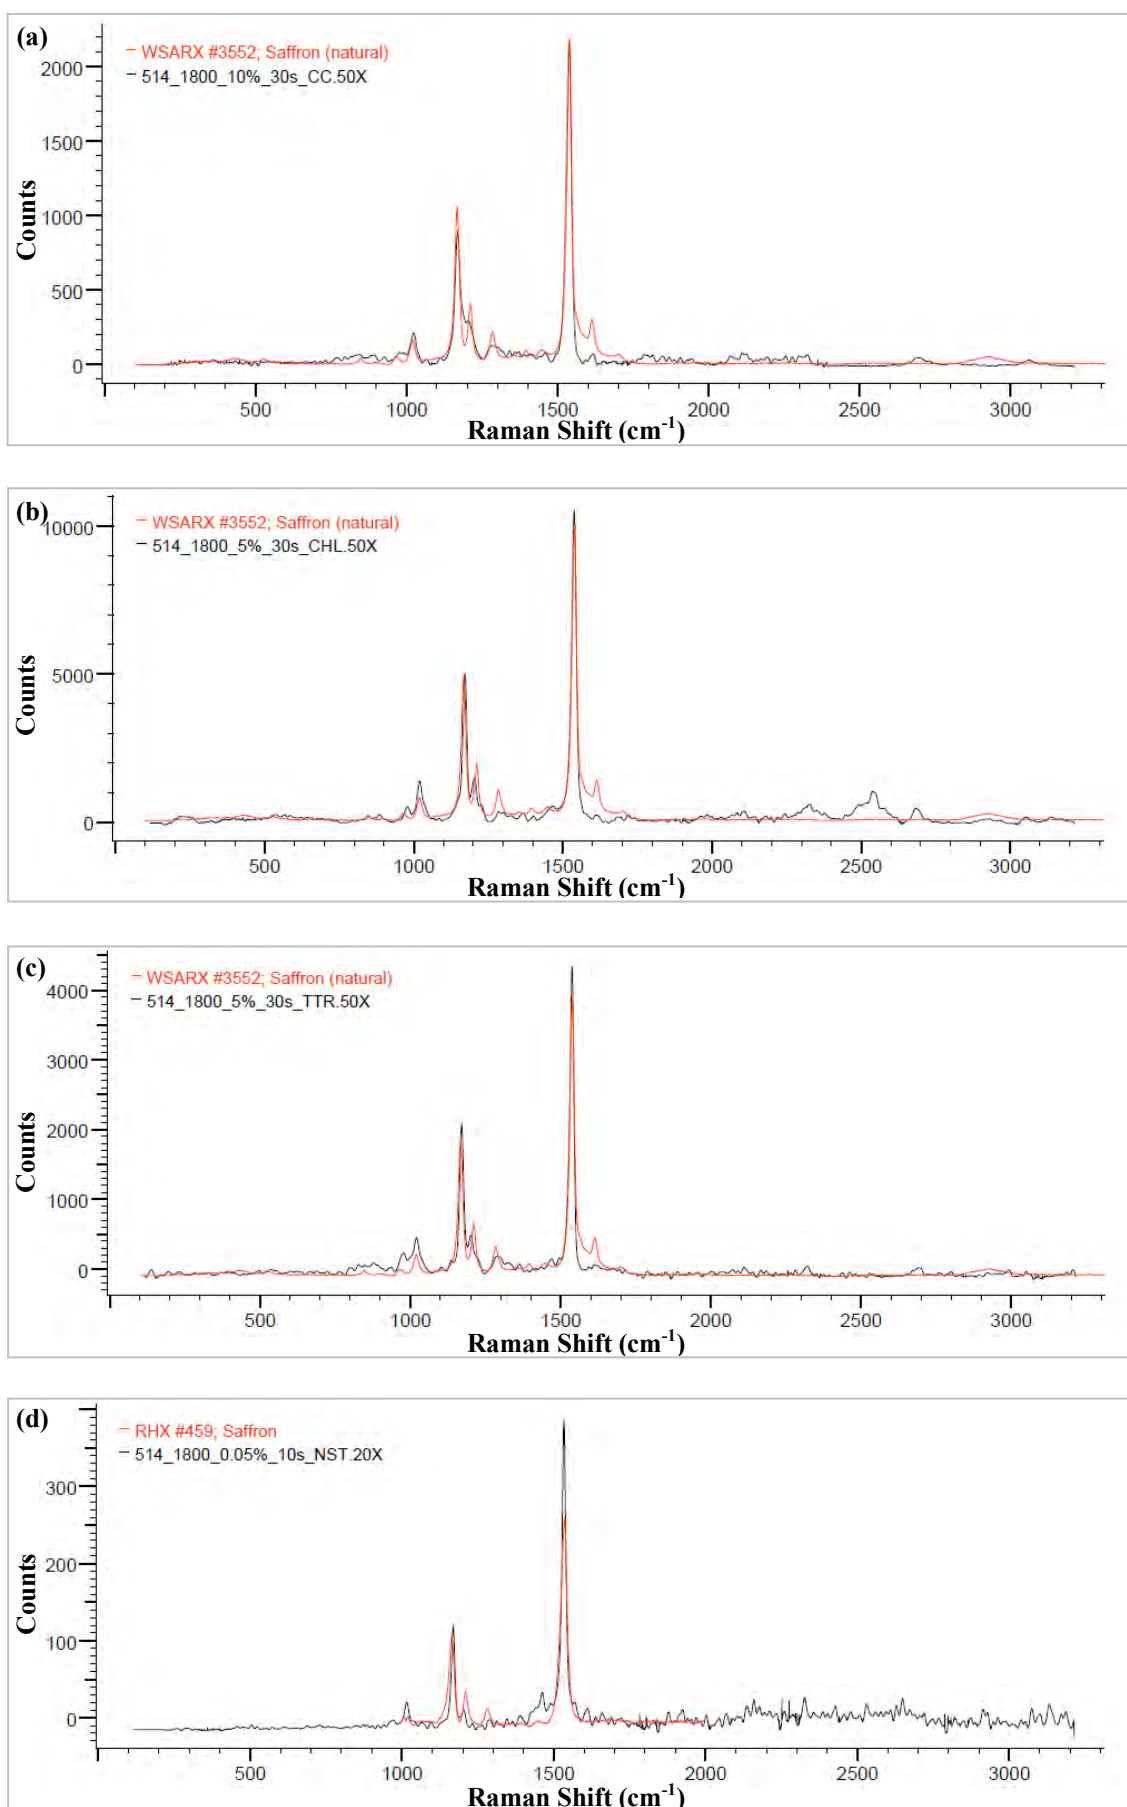 (a)
WSARX #3552; Saffron (natural)
514_1800_10%_30s_CC.50X
2000
1500
1000
500
0
Counts
500 1000 1500 2000 2500 3000
Raman Shift (cm⁻¹)
(b)
WSARX #3552; Saffron (natural)
514_1800_5%_30s_CHL.50X
10000
5000
0
Counts
500 1000 1500 2000 2500 3000
Raman Shift (cm⁻¹)
(c)
WSARX #3552; Saffron (natural)
514_1800_5%_30s_TTR.50X
4000
3000
2000
1000
0
Counts
500 1000 1500 2000 2500 3000
Raman Shift (cm⁻¹)
(d)
RHX #459; Saffron
514_1800_0.05%_10s_NST.20X
300
200
100
0
Counts
500 1000 1500 2000 2500 3000
Raman Shift (cm⁻¹)